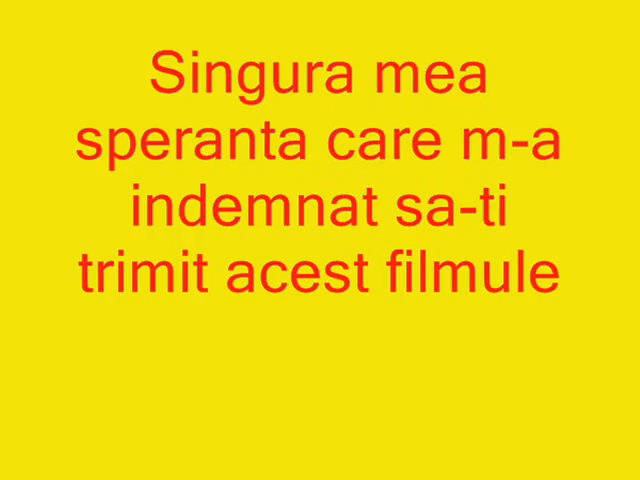 Singura mea
speranta care m-a
indemnat sa-ti
trimit acest filmule